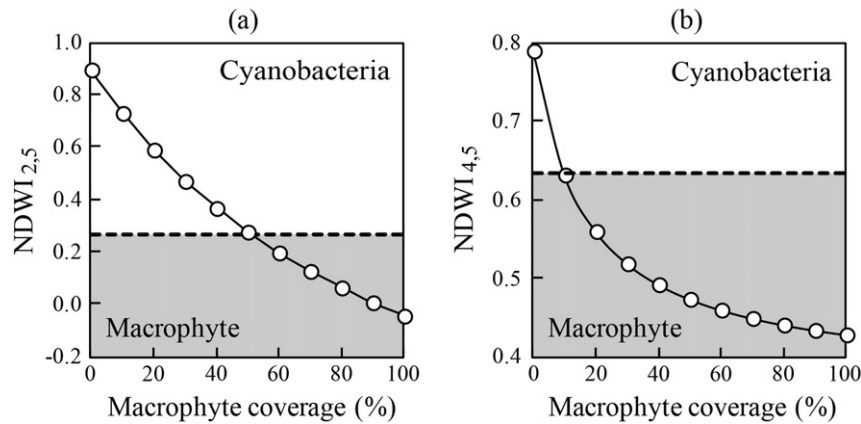 (a)
1.0
0.8
0.6
0.4
0.2
0.0
-0.2
NDWI2,5
Cyanobacteria
Macrophyte
0 20 40 60 80 100
Macrophyte coverage (%)
(b)
0.8
0.7
0.6
0.5
0.4
NDWI4,5
Cyanobacteria
Macrophyte
0 20 40 60 80 100
Macrophyte coverage (%)